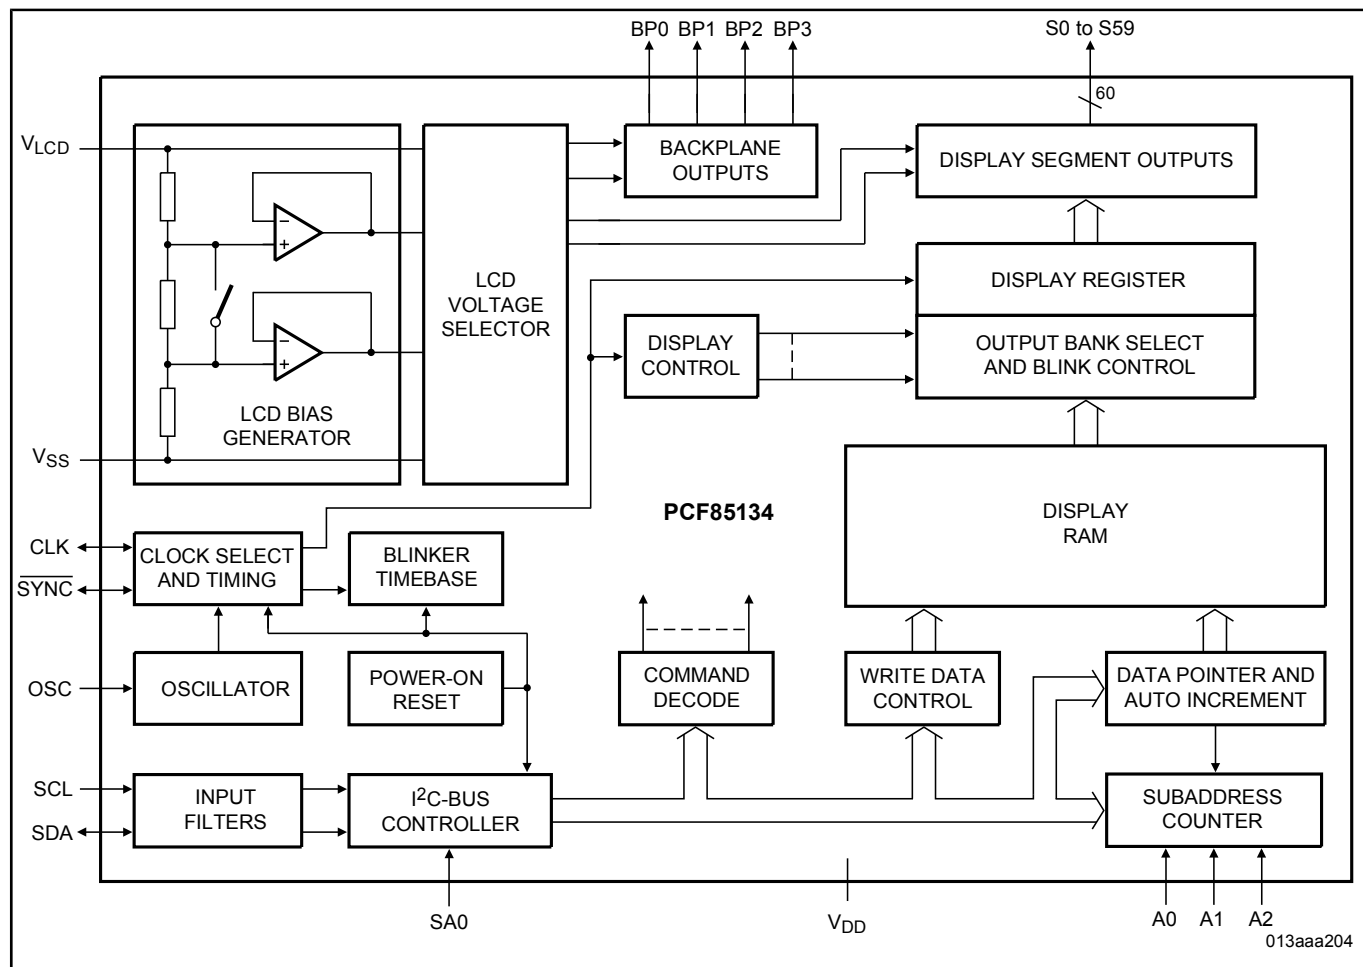 BP0 BP1 BP2 BP3 S0 to S59
60
VLCD
BACKPLANE
OUTPUTS
DISPLAY SEGMENT OUTPUTS
LCD
VOLTAGE
SELECTOR
DISPLAY REGISTER
DISPLAY
CONTROL
OUTPUT BANK SELECT
AND BLINK CONTROL
LCD BIAS
GENERATOR
VSS
PCF85134
DISPLAY
RAM
CLK
SYNC
CLOCK SELECT
AND TIMING
BLINKER
TIMEBASE
OSC
OSCILLATOR
POWER-ON
RESET
COMMAND
DECODE
WRITE DATA
CONTROL
DATA POINTER AND
AUTO INCREMENT
SCL
SDA
INPUT
FILTERS
I2C-BUS
CONTROLLER
SUBADDRESS
COUNTER
SA0
VDD
A0 A1 A2
013aaa204